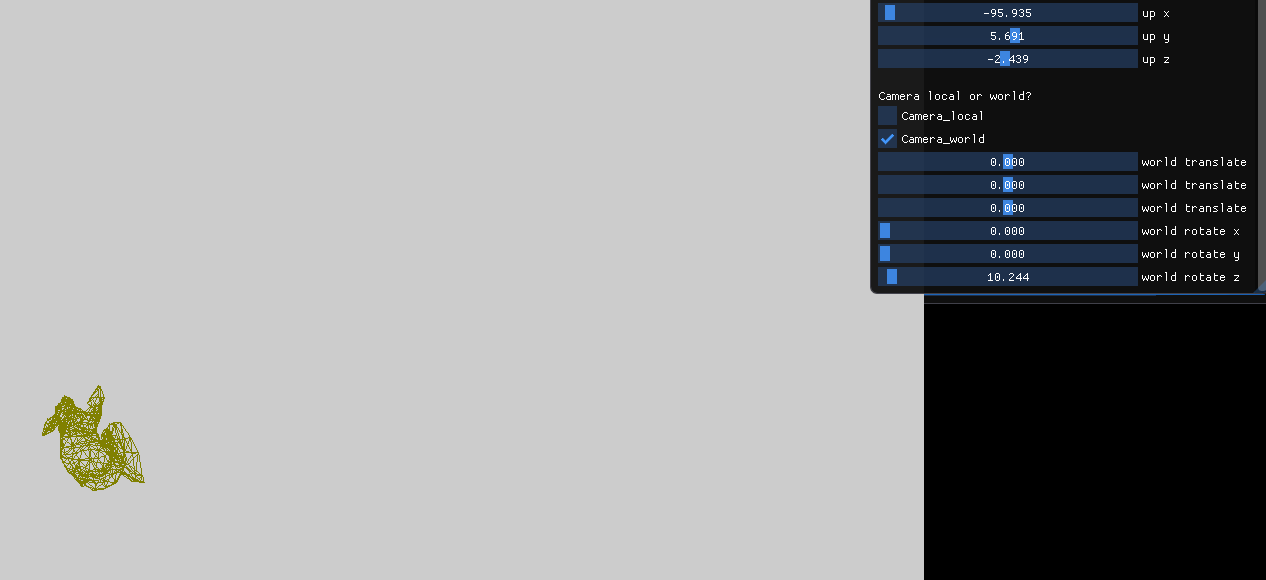 -95.935 up x
5.691 up y
-2.439 up z
Camera local or world?
Camera_local
Camera_world
0.000 world translate
0.000 world translate
0.000 world translate
0.000 world rotate x
0.000 world rotate y
10.244 world rotate z